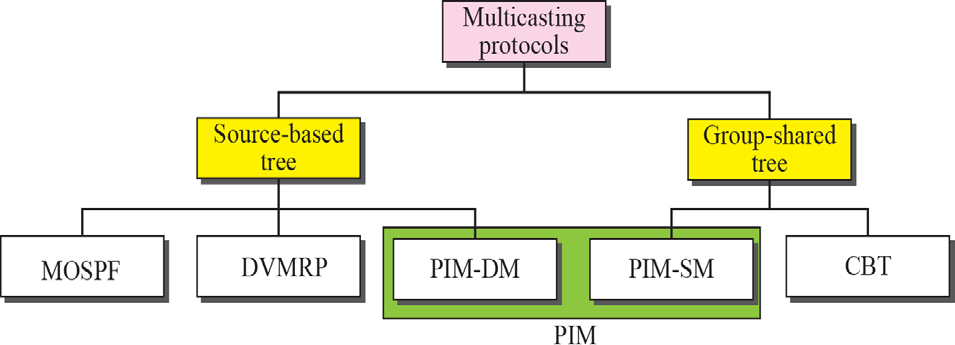 Multicasting
protocols
Source-based
tree
Group-shared
tree
MOSPF
DVMRP
PIM-DM
PIM-SM
CBT
PIM